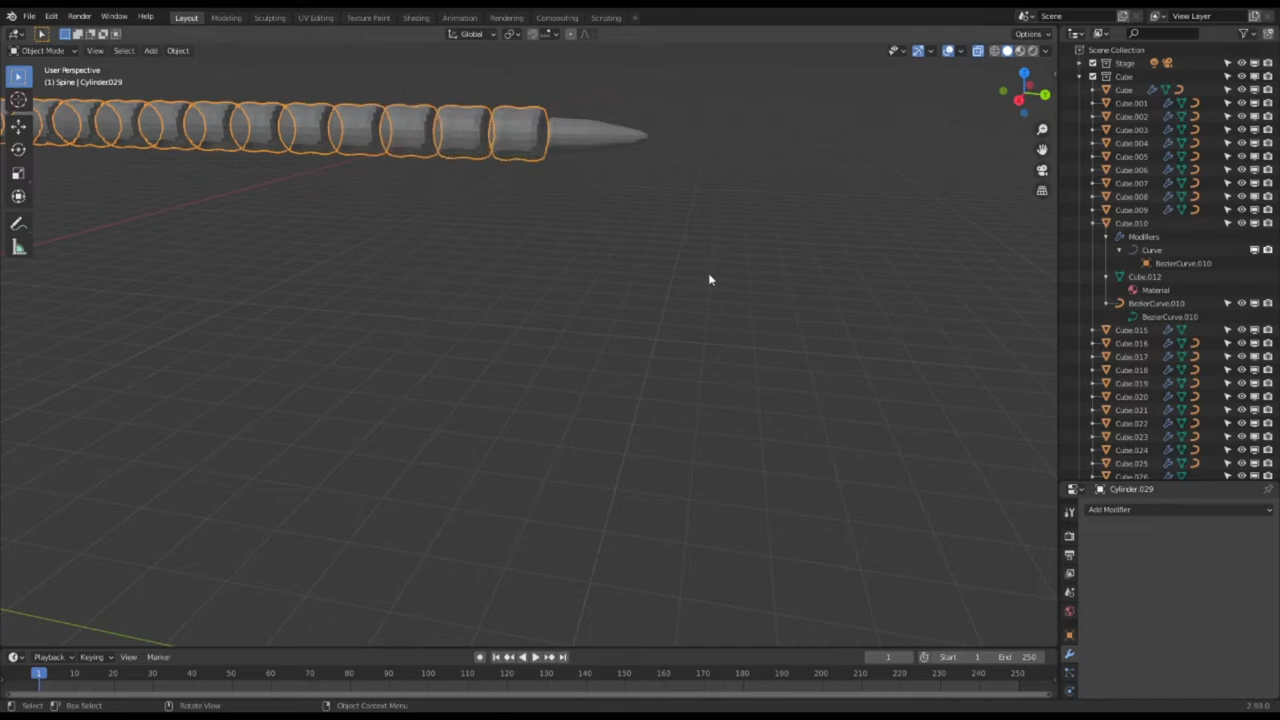 File Edit Render Window Help Layout Modeling Sculpting UV Editing Texture Paint Shading Animation Rendering Compositing Scripting + Scene View Layer
Global Options
Object Mode View Select Add Object
User Perspective
(1) Spine | Cylinder.029
Scene Collection
Stage
Cube
Cube
Cube.001
Cube.002
Cube.003
Cube.004
Cube.005
Cube.006
Cube.007
Cube.008
Cube.009
Cube.010
Modifiers
Curve
BezierCurve.010
Cube.012
Material
BezierCurve.010
BezierCurve.010
Cube.015
Cube.016
Cube.017
Cube.018
Cube.019
Cube.020
Cube.021
Cube.022
Cube.023
Cube.024
Cube.025
Cube.026
Cylinder.029
Add Modifier
Z
Y
X
Playback Keying View Marker 1 Start 1 End 250
1 10 20 30 40 50 60 70 80 90 100 110 120 130 140 150 160 170 180 190 200 210 220 230 240 250
Select Box Select Rotate View Object Context Menu 2.90.0